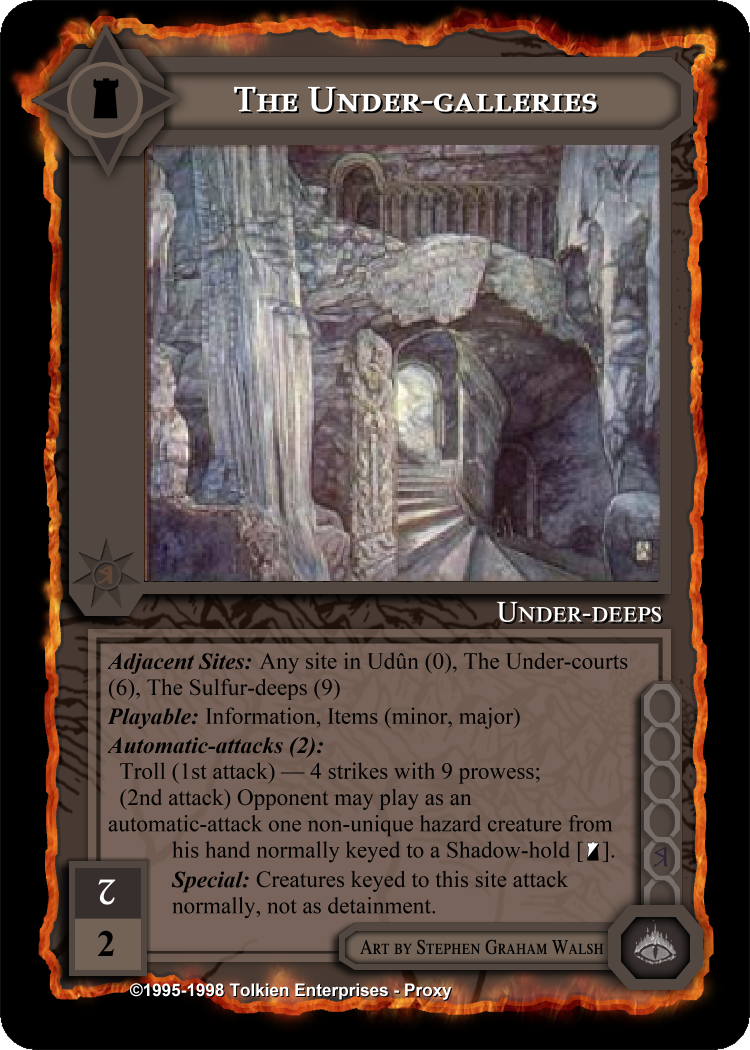 The Under-galleries
Under-deeps
Adjacent Sites: Any site in Udûn (0), The Under-courts
(6), The Sulfur-deeps (9)
Playable: Information, Items (minor, major)
Automatic-attacks (2):
Troll (1st attack) — 4 strikes with 9 prowess;
(2nd attack) Opponent may play as an
automatic-attack one non-unique hazard creature from
his hand normally keyed to a Shadow-hold [ ].
Special: Creatures keyed to this site attack
normally, not as detainment.
2
Art by Stephen Graham Walsh
©1995-1998 Tolkien Enterprises - Proxy